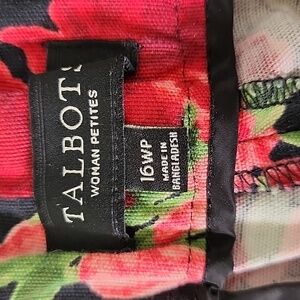 TALBOTS
WOMAN PETITES
16WP
MADE IN
BANGLADESH